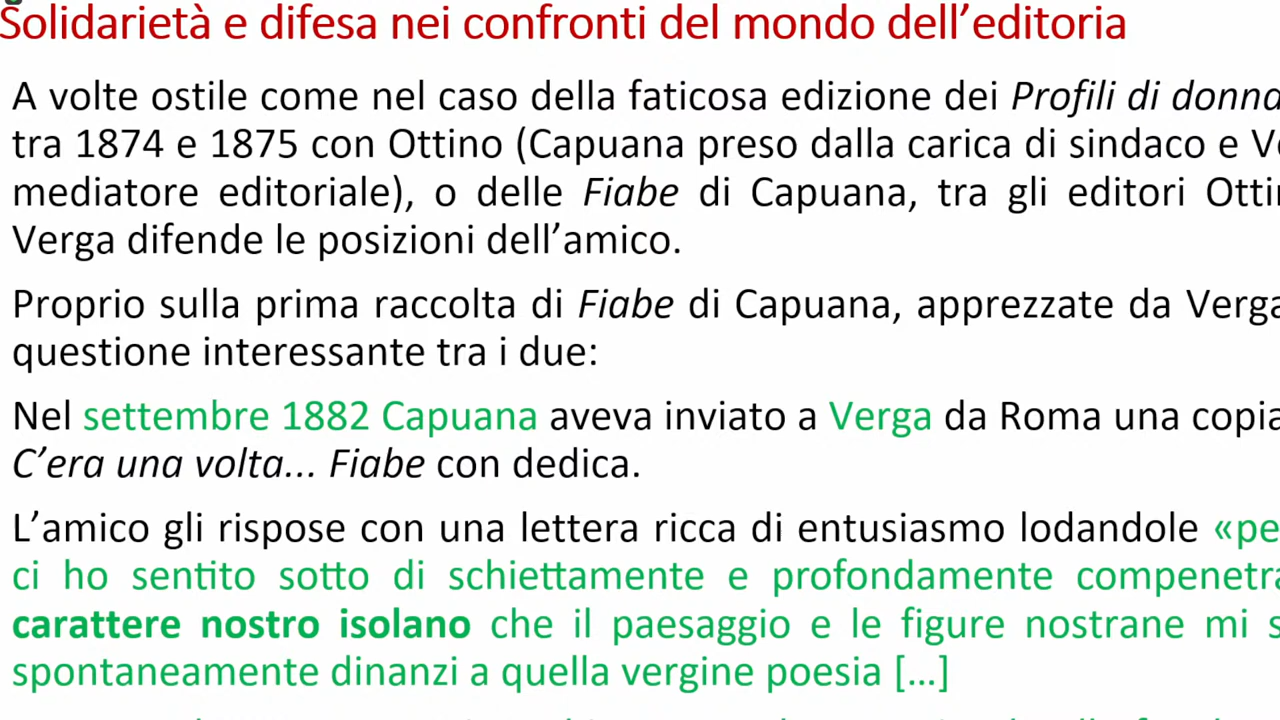 Solidarietà e difesa nei confronti del mondo dell’editoria
A volte ostile come nel caso della faticosa edizione dei Profili di donna
tra 1874 e 1875 con Ottino (Capuana preso dalla carica di sindaco e
mediatore editoriale), o delle Fiabe di Capuana, tra gli editori
Verga difende le posizioni dell’amico.
Proprio sulla prima raccolta di Fiabe di Capuana, apprezzate da Verga
questione interessante tra i due:
Nel settembre 1882 Capuana aveva inviato a Verga da Roma una copia
C’era una volta... Fiabe con dedica.
L’amico gli rispose con una lettera ricca di entusiasmo lodandole
ci ho sentito sotto di schiettamente e profondamente
carattere nostro isolano che il paesaggio e le figure nostrane mi
spontaneamente dinanzi a quella vergine poesia [...]